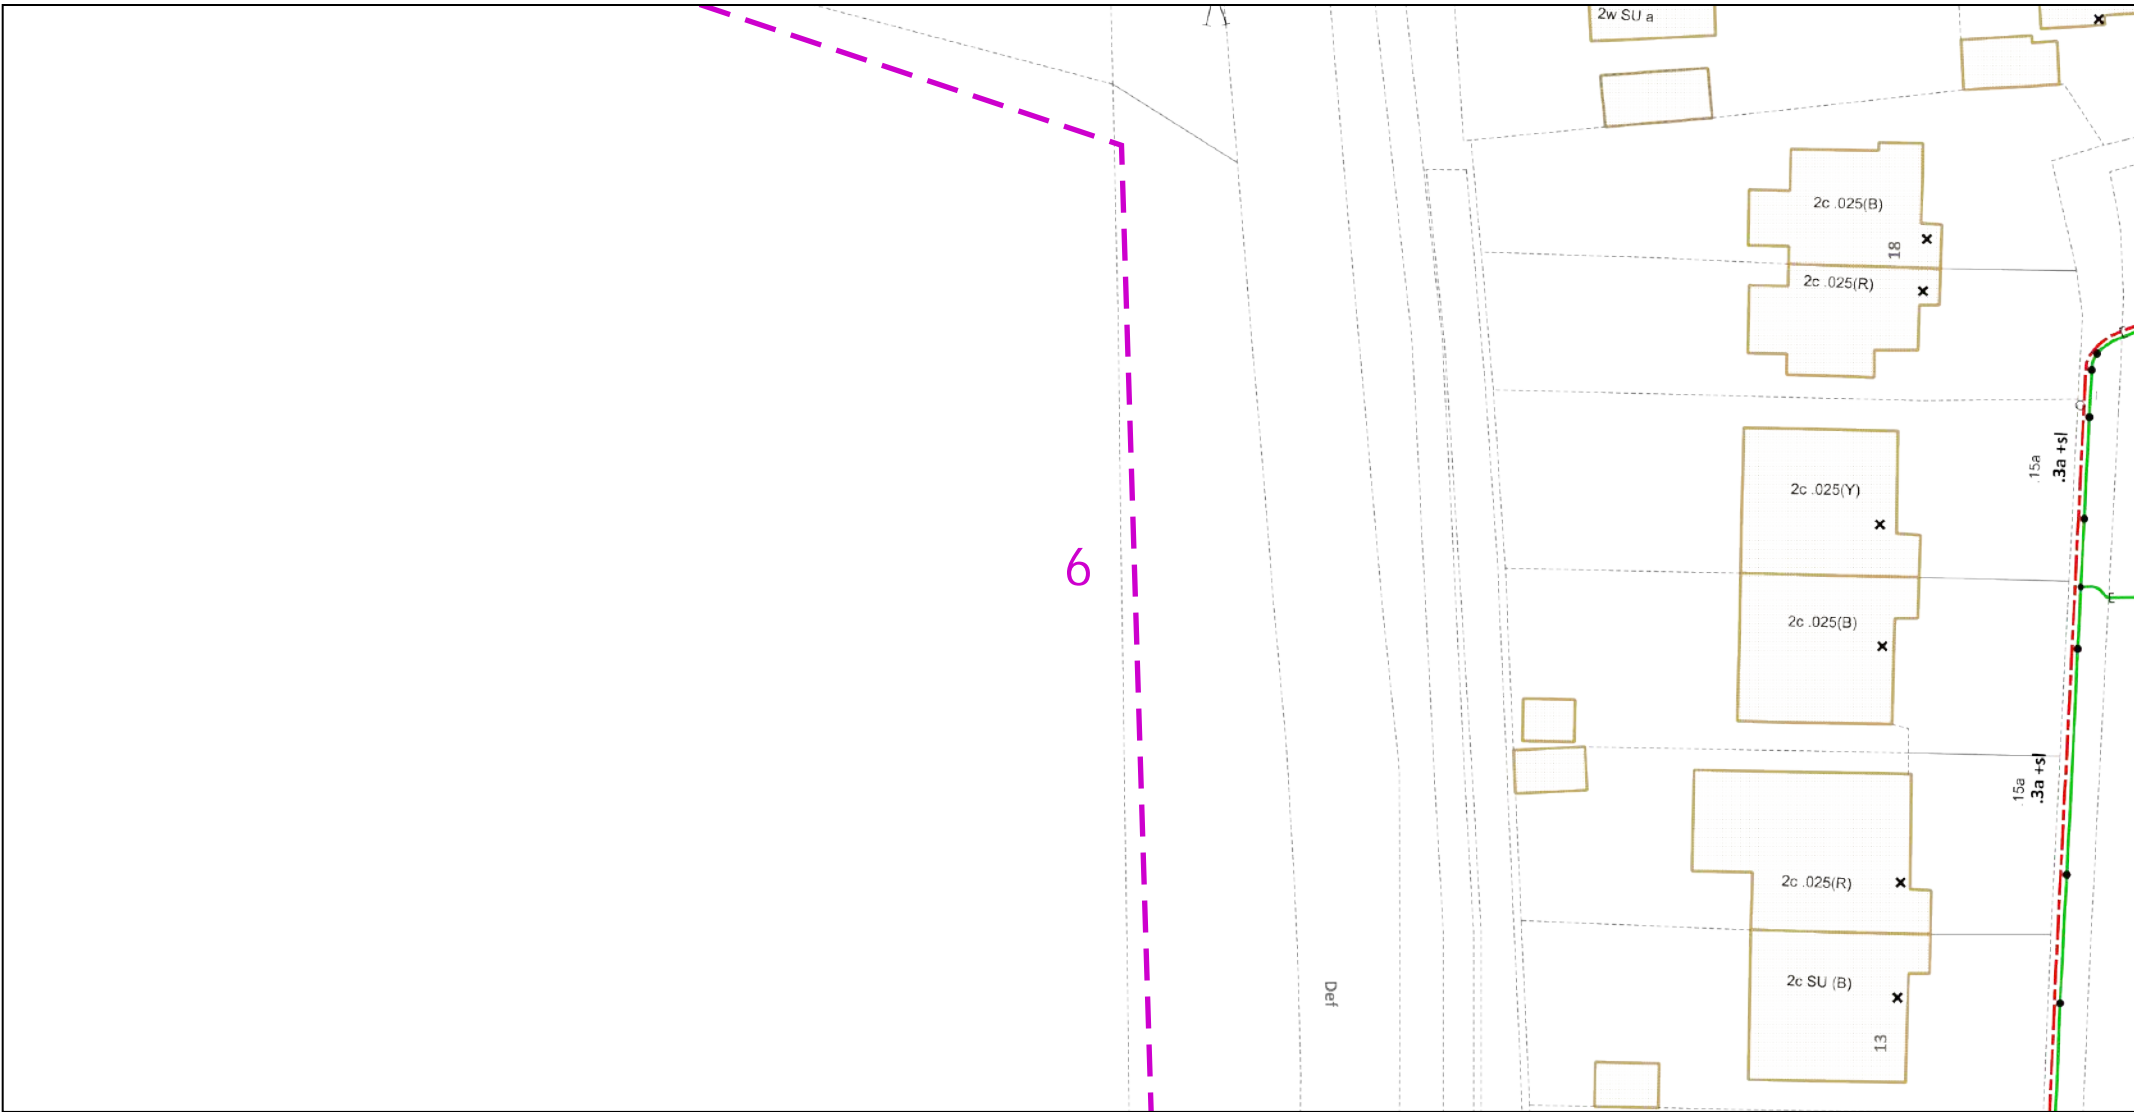 2w SU a
2c .025(B)
18
2c .025(R)
.15a
.3a +sl
2c .025(Y)
6
2c .025(B)
.15a
.3a +sl
2c .025(R)
2c SU (B)
Def
13